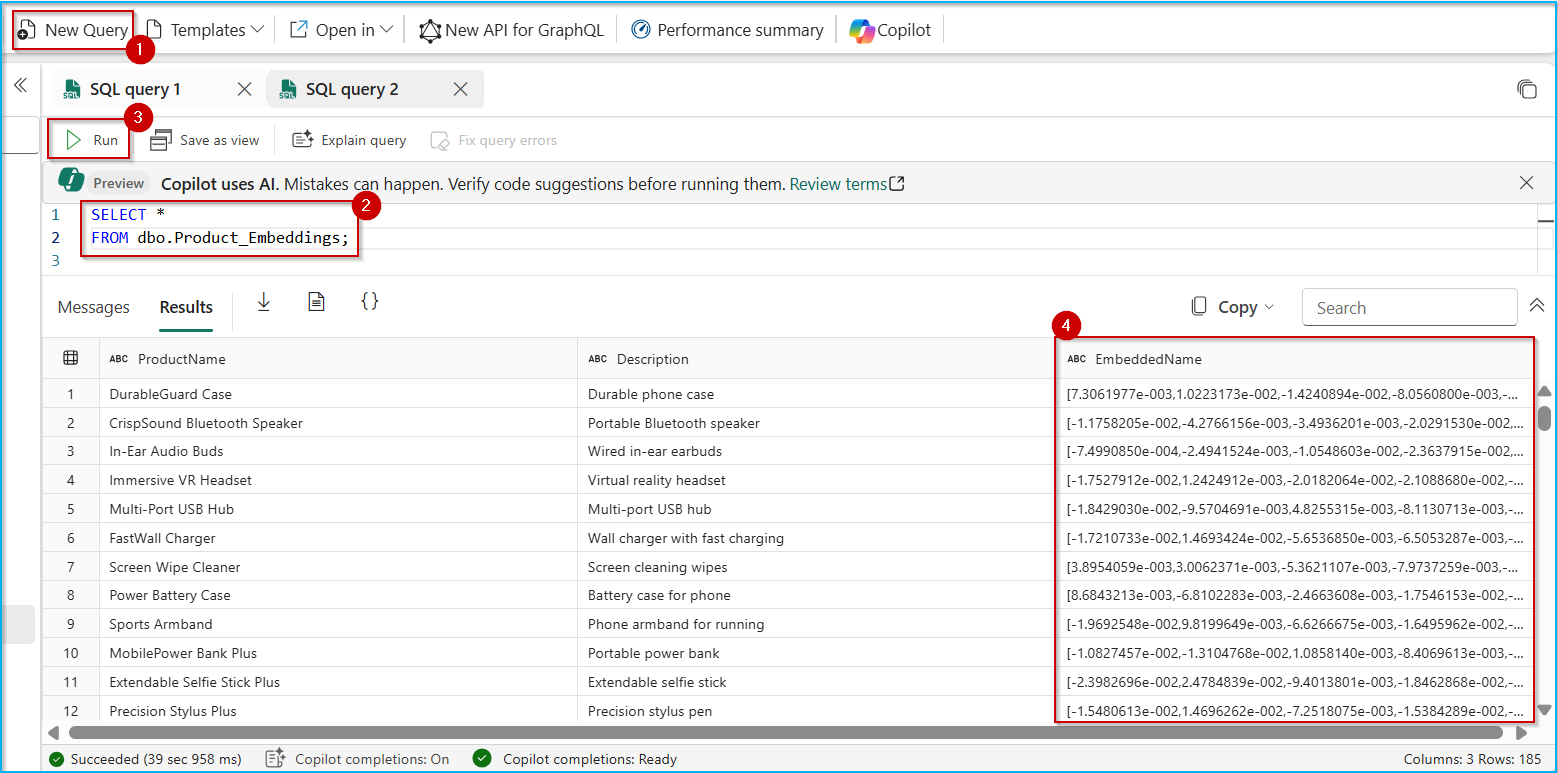 New Query Templates Open in New API for GraphQL Performance summary Copilot
1
SQL query 1 SQL query 2
3
Run Save as view Explain query Fix query errors
Preview Copilot uses AI. Mistakes can happen. Verify code suggestions before running them. Review terms
2
1 SELECT *
2 FROM dbo.Product_Embeddings;
3
Messages Results {} Copy Search
4
ABC ProductName ABC Description ABC EmbeddedName
1 DurableGuard Case Durable phone case [7.3061977e-003,1.0223173e-002,-1.4240894e-002,-8.0560800e-003,-...
2 CrispSound Bluetooth Speaker Portable Bluetooth speaker [-1.1758205e-002,-4.2766156e-003,-3.4936201e-003,-2.0291530e-002,...
3 In-Ear Audio Buds Wired in-ear earbuds [-7.4990850e-004,-2.4941524e-003,-1.0548603e-002,-2.3637915e-002,...
4 Immersive VR Headset Virtual reality headset [-1.7527912e-002,1.2424912e-003,-2.0182064e-002,-2.1088680e-002,-...
5 Multi-Port USB Hub Multi-port USB hub [-1.8429030e-002,-9.5704691e-003,4.8255315e-003,-8.1130713e-003,-...
6 FastWall Charger Wall charger with fast charging [-1.7210733e-002,1.4693424e-002,-5.6536850e-003,-6.5053287e-003,-...
7 Screen Wipe Cleaner Screen cleaning wipes [3.8954059e-003,3.0062371e-003,-5.3621107e-003,-7.9737259e-003,-...
8 Power Battery Case Battery case for phone [8.6843213e-003,-6.8102283e-003,-2.4663608e-003,-1.7546153e-002,-...
9 Sports Armband Phone armband for running [-1.9692548e-002,9.8199649e-003,-6.6266675e-003,-1.6495962e-002,-...
10 MobilePower Bank Plus Portable power bank [-1.0827457e-002,-1.3104768e-002,1.0858140e-003,-8.4069613e-003,-...
11 Extendable Selfie Stick Plus Extendable selfie stick [-2.3982696e-002,2.4784839e-002,-9.4013801e-003,-1.8462868e-002,-...
12 Precision Stylus Plus Precision stylus pen [-1.5480613e-002,1.4696262e-002,-7.2518075e-003,-1.5384289e-002,-...
Succeeded (39 sec 958 ms) Copilot completions: On Copilot completions: Ready Columns: 3 Rows: 185